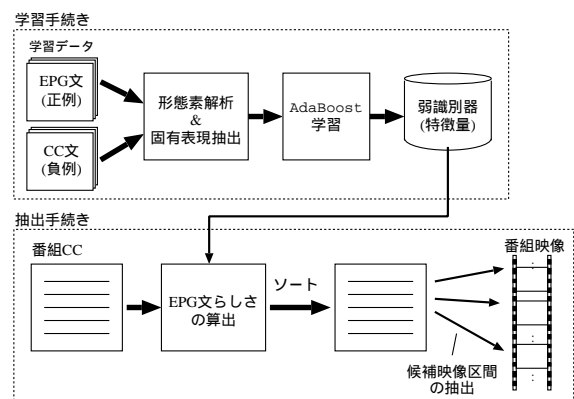 学習手続き
学習データ
EPG文
(正例)
CC文
(負例)
形態素解析
&
固有表現抽出
AdaBoost
学習
弱識別器
(特徴量)
抽出手続き
番組CC
EPG文らしさ
の算出
ソート
番組映像
候補映像区間
の抽出